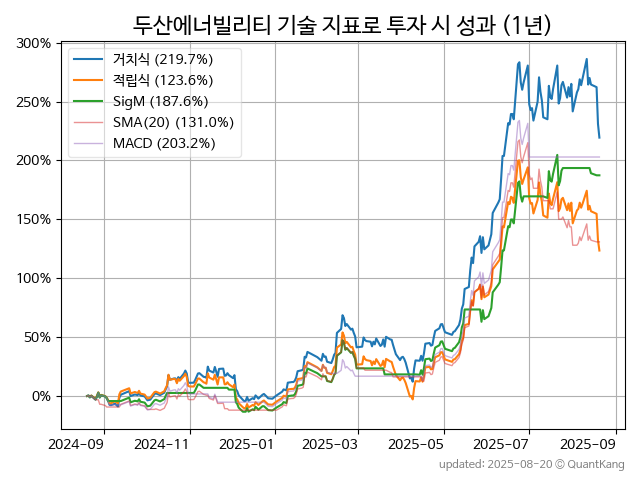 두산에너빌리티 기술 지표로 투자 시 성과 (1년)
300%
250%
200%
150%
100%
50%
0%
거치식 (219.7%)
적립식 (123.6%)
SigM (187.6%)
SMA(20) (131.0%)
MACD (203.2%)
2024-09 2024-11 2025-01 2025-03 2025-05 2025-07 2025-09
updated: 2025-08-20 © QuantKang